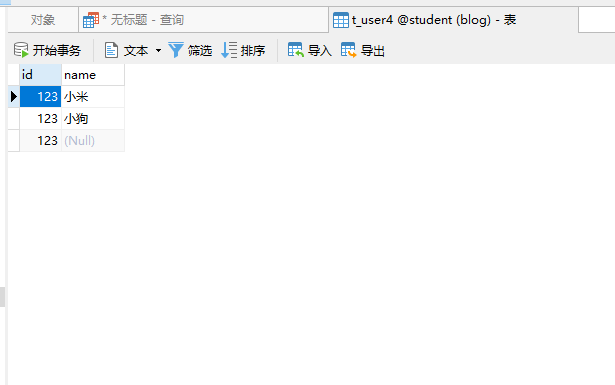 对象 * 无标题 - 查询 t_user4 @student (blog) - 表
开始事务 文本 筛选 排序 导入 导出
id name
123 小米
123 小狗
123 (Null)